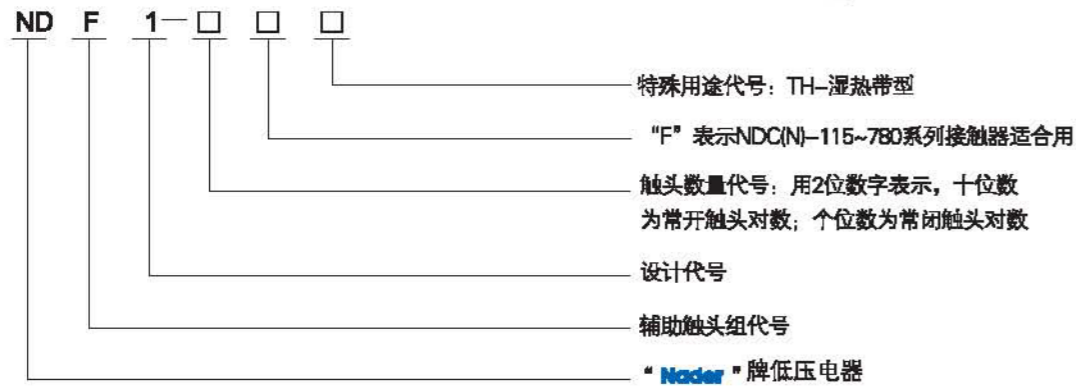 ND F 1—□ □ □
特殊用途代号：TH-湿热带型
“F”表示NDC(N)-115~780系列接触器适合用
触头数量代号：用2位数字表示，十位数
为常开触头对数；个位数为常闭触头对数
设计代号
辅助触头组代号
“Nader”牌低压电器